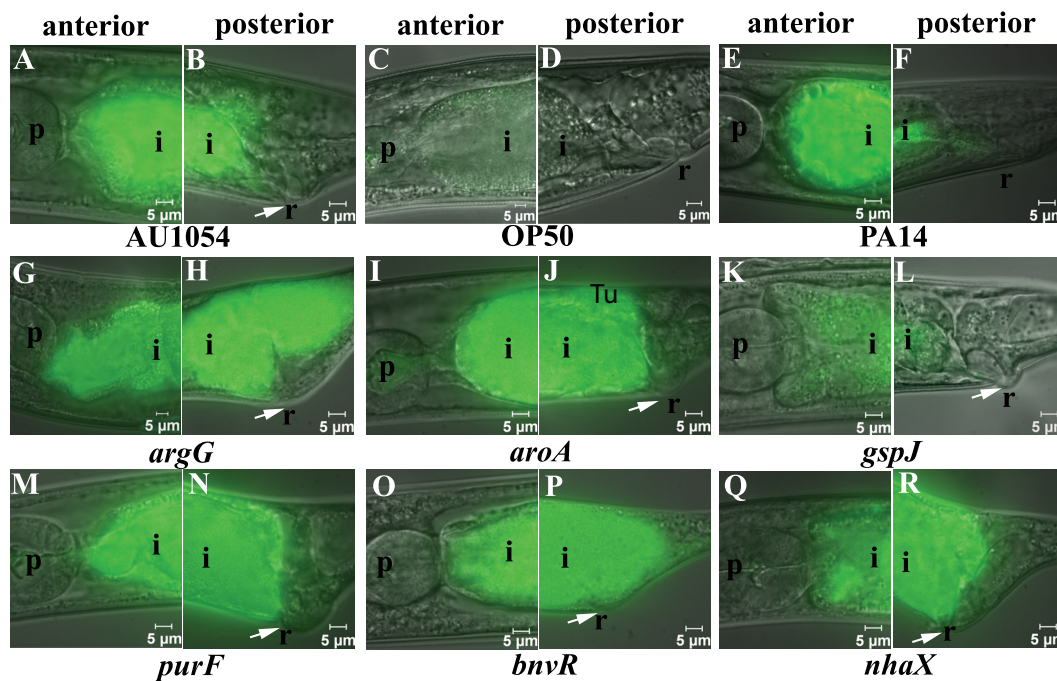 anterior posterior anterior posterior anterior posterior
A B C D E F
p i i p i i r p i i r
r
5 µm 5 µm 5 µm 5 µm 5 µm 5 µm
AU1054 OP50 PA14
G H I J K L
Tu
p i i p i i p i i
r r r
5 µm 5 µm 5 µm 5 µm 5 µm 5 µm
argG aroA gspJ
M N O P Q R
p i i p i i p i i
r r r
5 µm 5 µm 5 µm 5 µm 5 µm 5 µm
purF bnvR nhaX